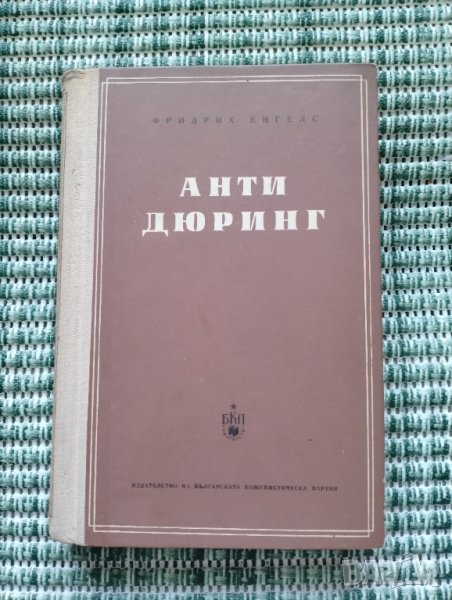 ФРИДРИХ ЕНГЕЛС
АНТИ
ДЮРИНГ
БКП
ИЗДАТЕЛСТВО НА БЪЛГАРСКАТА КОМУНИСТИЧЕСКА ПАРТИЯ